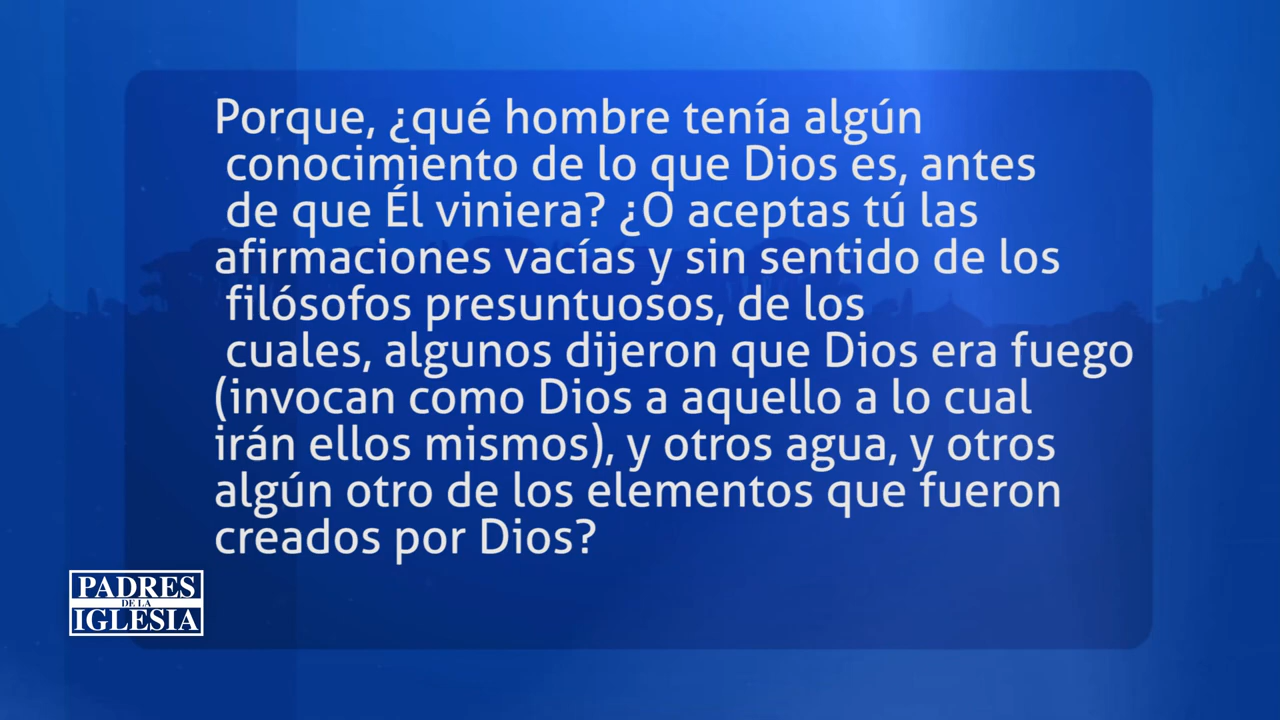 Porque, ¿qué hombre tenía algún
conocimiento de lo que Dios es, antes
de que Él viniera? ¿O aceptas tú las
afirmaciones vacías y sin sentido de los
filósofos presuntuosos, de los
cuales, algunos dijeron que Dios era fuego
(invocan como Dios a aquello a lo cual
irán ellos mismos), y otros agua, y otros
algún otro de los elementos que fueron
creados por Dios?
PADRES
DE LA
IGLESIA